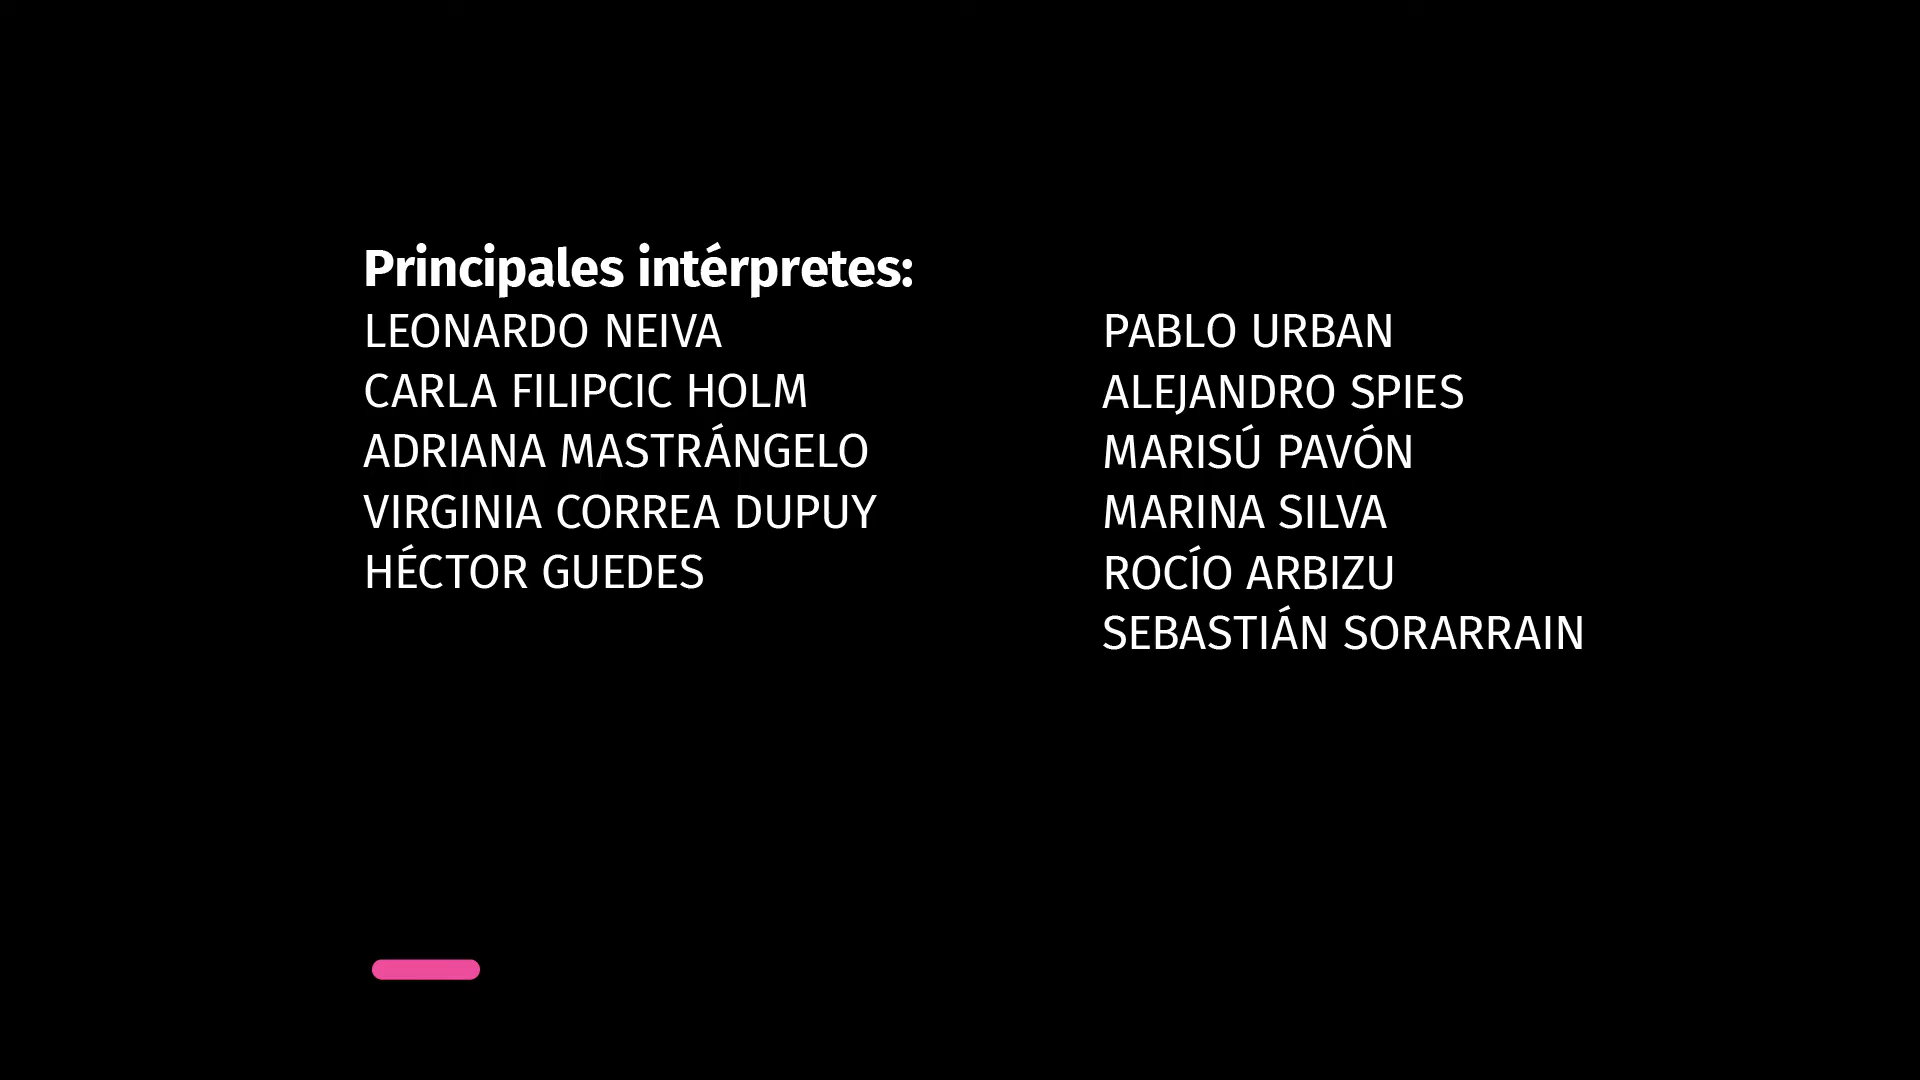 Principales intérpretes:
LEONARDO NEIVA
CARLA FILIPCIC HOLM
ADRIANA MASTRÁNGELO
VIRGINIA CORREA DUPUY
HÉCTOR GUEDES
PABLO URBAN
ALEJANDRO SPIES
MARISÚ PAVÓN
MARINA SILVA
ROCÍO ARBIZU
SEBASTIÁN SORARRAIN